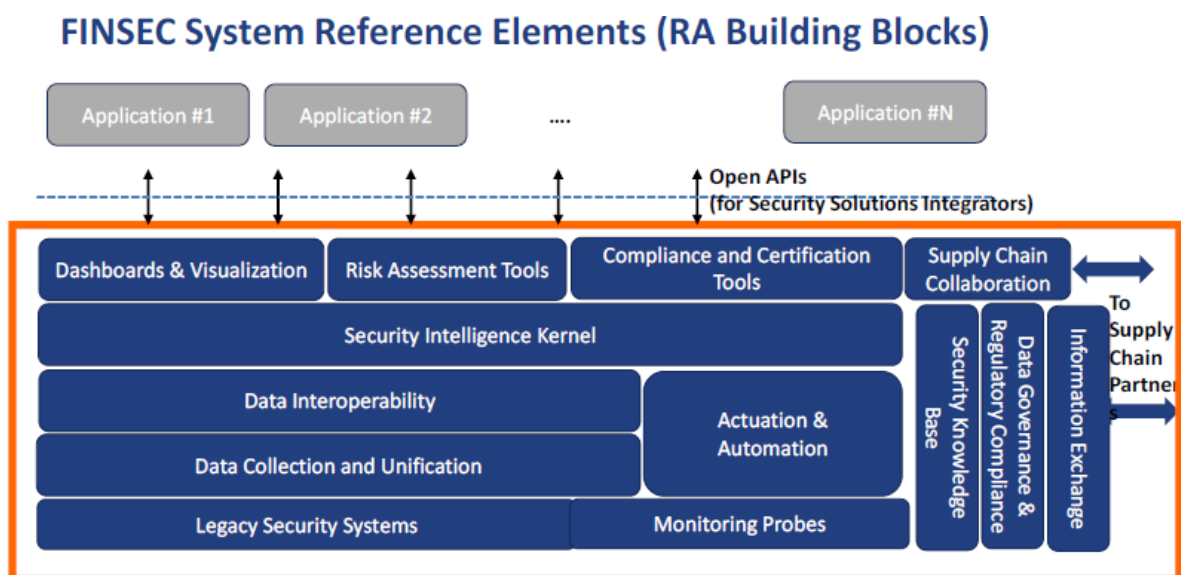 FINSEC System Reference Elements (RA Building Blocks)
Application #1
Application #2
....
Application #N
Open APIs
(for Security Solutions Integrators)
Dashboards & Visualization
Risk Assessment Tools
Compliance and Certification
Tools
Supply Chain
Collaboration
Security Intelligence Kernel
Data Interoperability
Actuation &
Automation
Data Collection and Unification
Legacy Security Systems
Monitoring Probes
Security Knowledge
Base
Data Governance &
Regulatory Compliance
Information Exchange
To
Supply
Chain
Partner
s